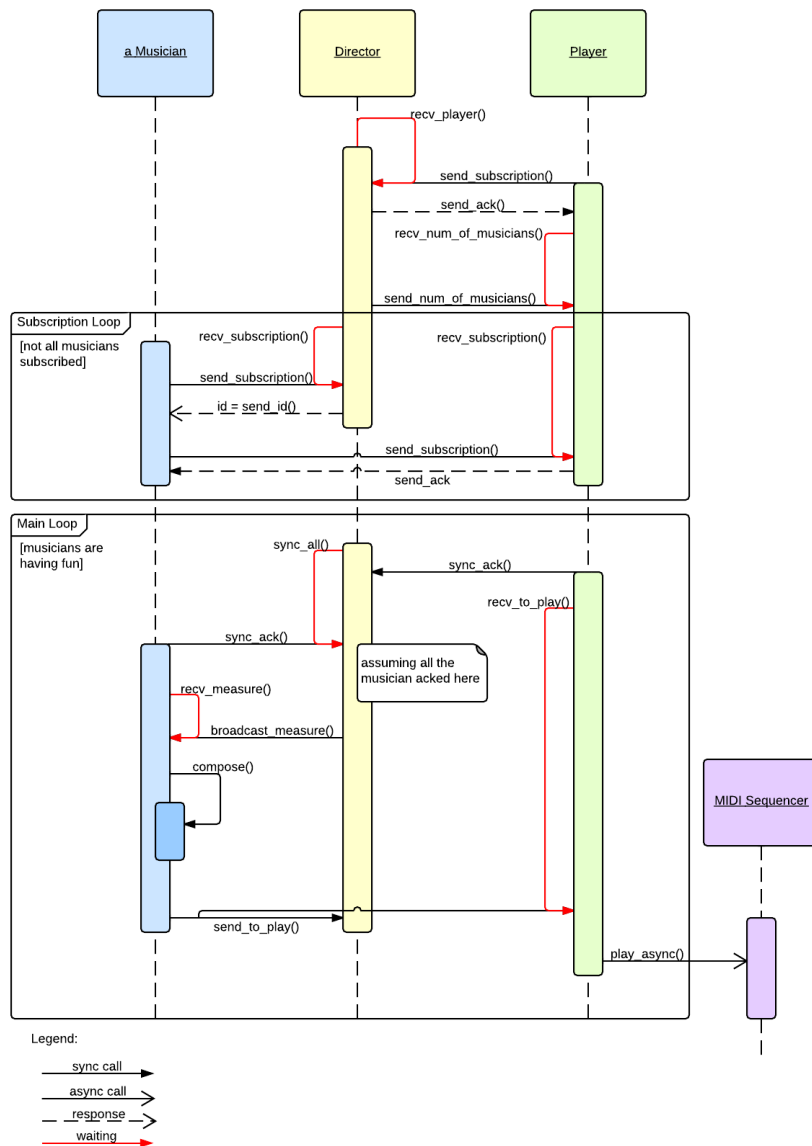 a Musician
Director
Player
recv_player()
send_subscription()
send_ack()
recv_num_of_musicians()
send_num_of_musicians()
Subscription Loop
[not all musicians
subscribed]
recv_subscription()
recv_subscription()
send_subscription()
id = send_id()
send_subscription()
send_ack
Main Loop
[musicians are
having fun]
sync_all()
sync_ack()
recv_to_play()
sync_ack()
assuming all the
musician acked here
recv_measure()
broadcast_measure()
compose()
MIDI Sequencer
send_to_play()
play_async()
Legend:
sync call
async call
response
waiting